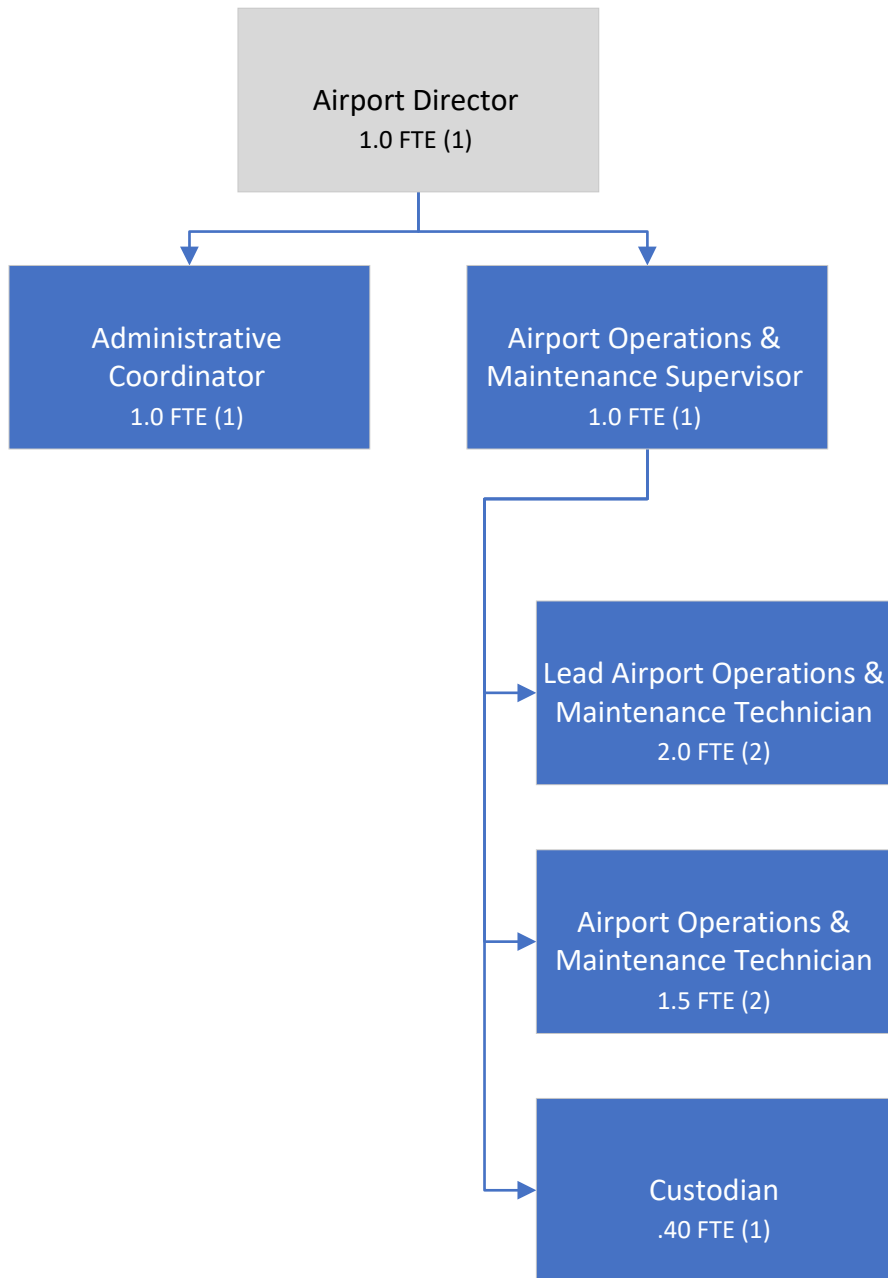 Airport Director
1.0 FTE (1)
Administrative
Coordinator
1.0 FTE (1)
Airport Operations &
Maintenance Supervisor
1.0 FTE (1)
Lead Airport Operations &
Maintenance Technician
2.0 FTE (2)
Airport Operations &
Maintenance Technician
1.5 FTE (2)
Custodian
.40 FTE (1)